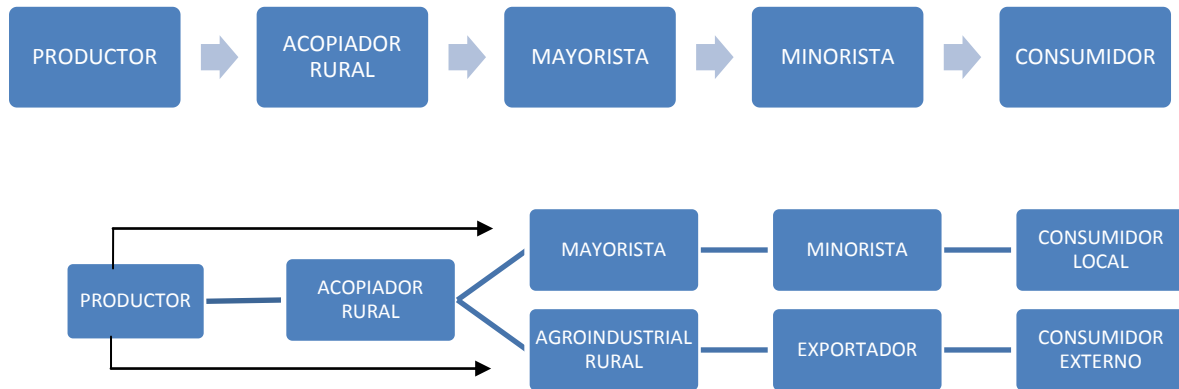 PRODUCTOR
ACOPIADOR
RURAL
MAYORISTA
MINORISTA
CONSUMIDOR
PRODUCTOR
ACOPIADOR
RURAL
MAYORISTA
MINORISTA
CONSUMIDOR
LOCAL
AGROINDUSTRIAL
RURAL
EXPORTADOR
CONSUMIDOR
EXTERNO